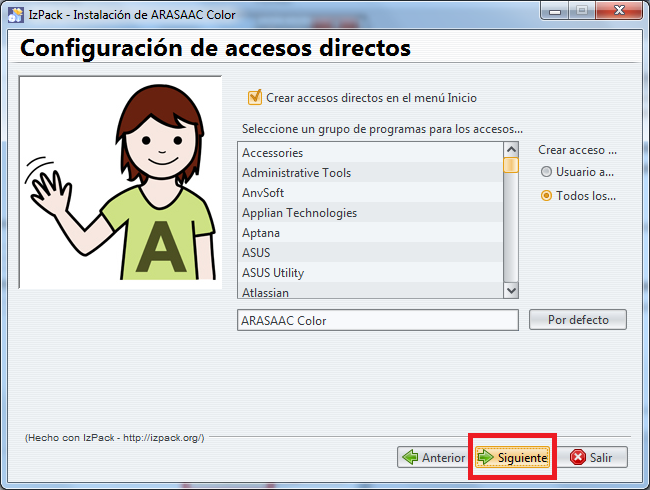 IzPack - Instalación de ARASAAC Color
Configuración de accesos directos
A
Crear accesos directos en el menú Inicio
Seleccione un grupo de programas para los accesos...
Accessories
Administrative Tools
AnvSoft
Applian Technologies
Aptana
ASUS
ASUS Utility
Atlassian
Crear acceso ...
Usuario a...
Todos los...
ARASAAC Color
Por defecto
(Hecho con IzPack - http://izpack.org/)
Anterior
Siguiente
Salir